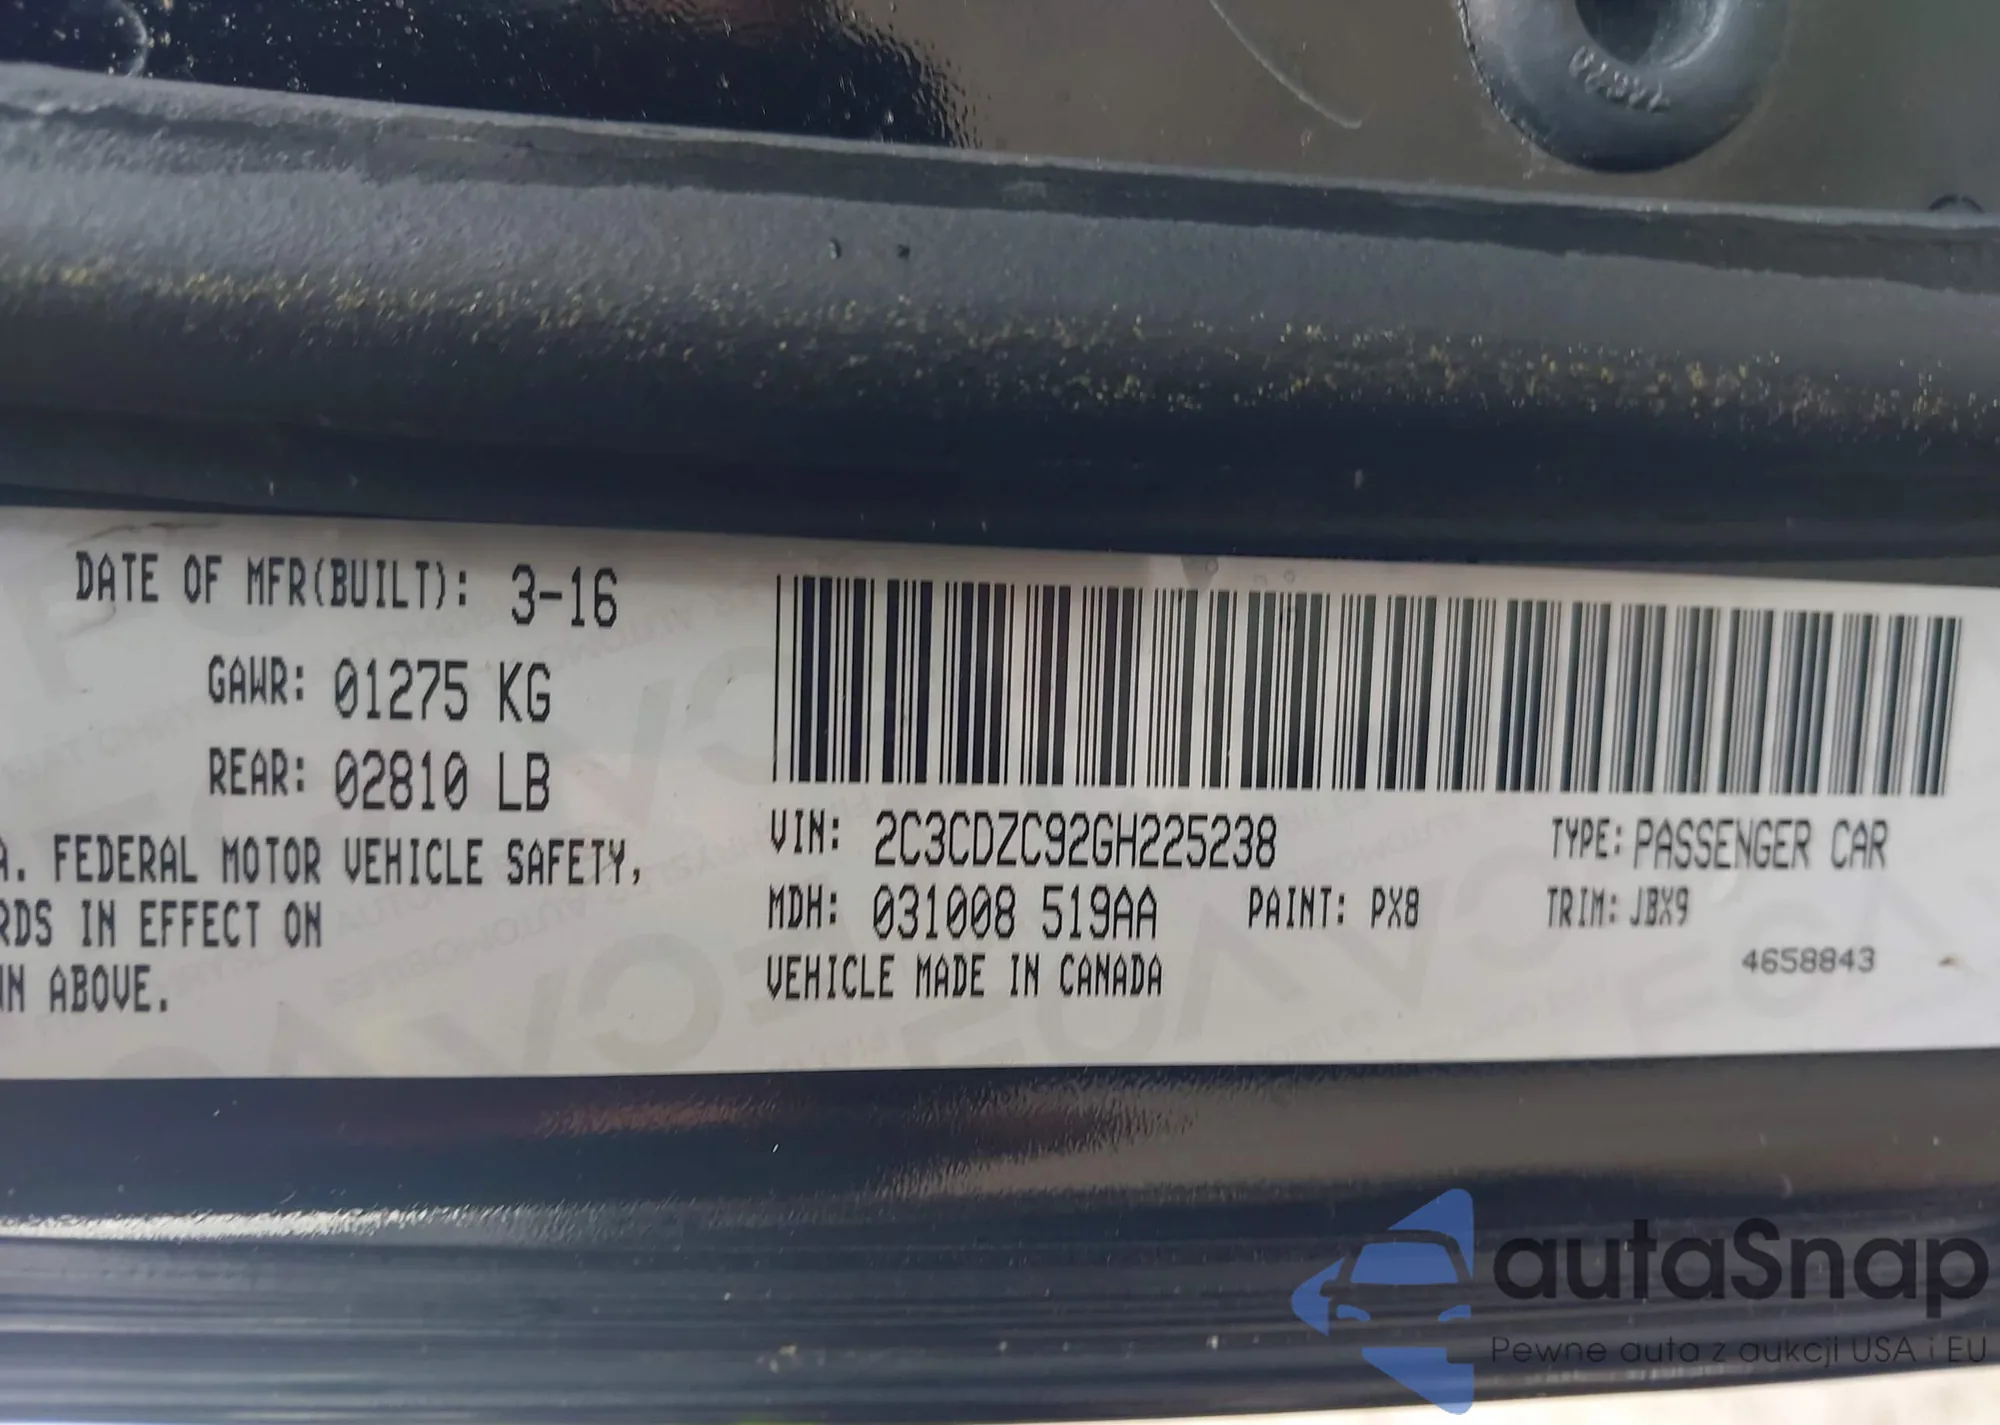 DATE OF MFR(BUILT): 3-16
GAWR: 01275 KG
REAR: 02810 LB
A. FEDERAL MOTOR VEHICLE SAFETY,
RDS IN EFFECT ON
N ABOVE.
VIN: 2C3CDZC92GH225238
TYPE: PASSENGER CAR
MDH: 031008 519AA
PAINT: PX8
TRIM: JBX9
VEHICLE MADE IN CANADA
4658843
autaSnap
Pewne auta z aukcji USA i EU